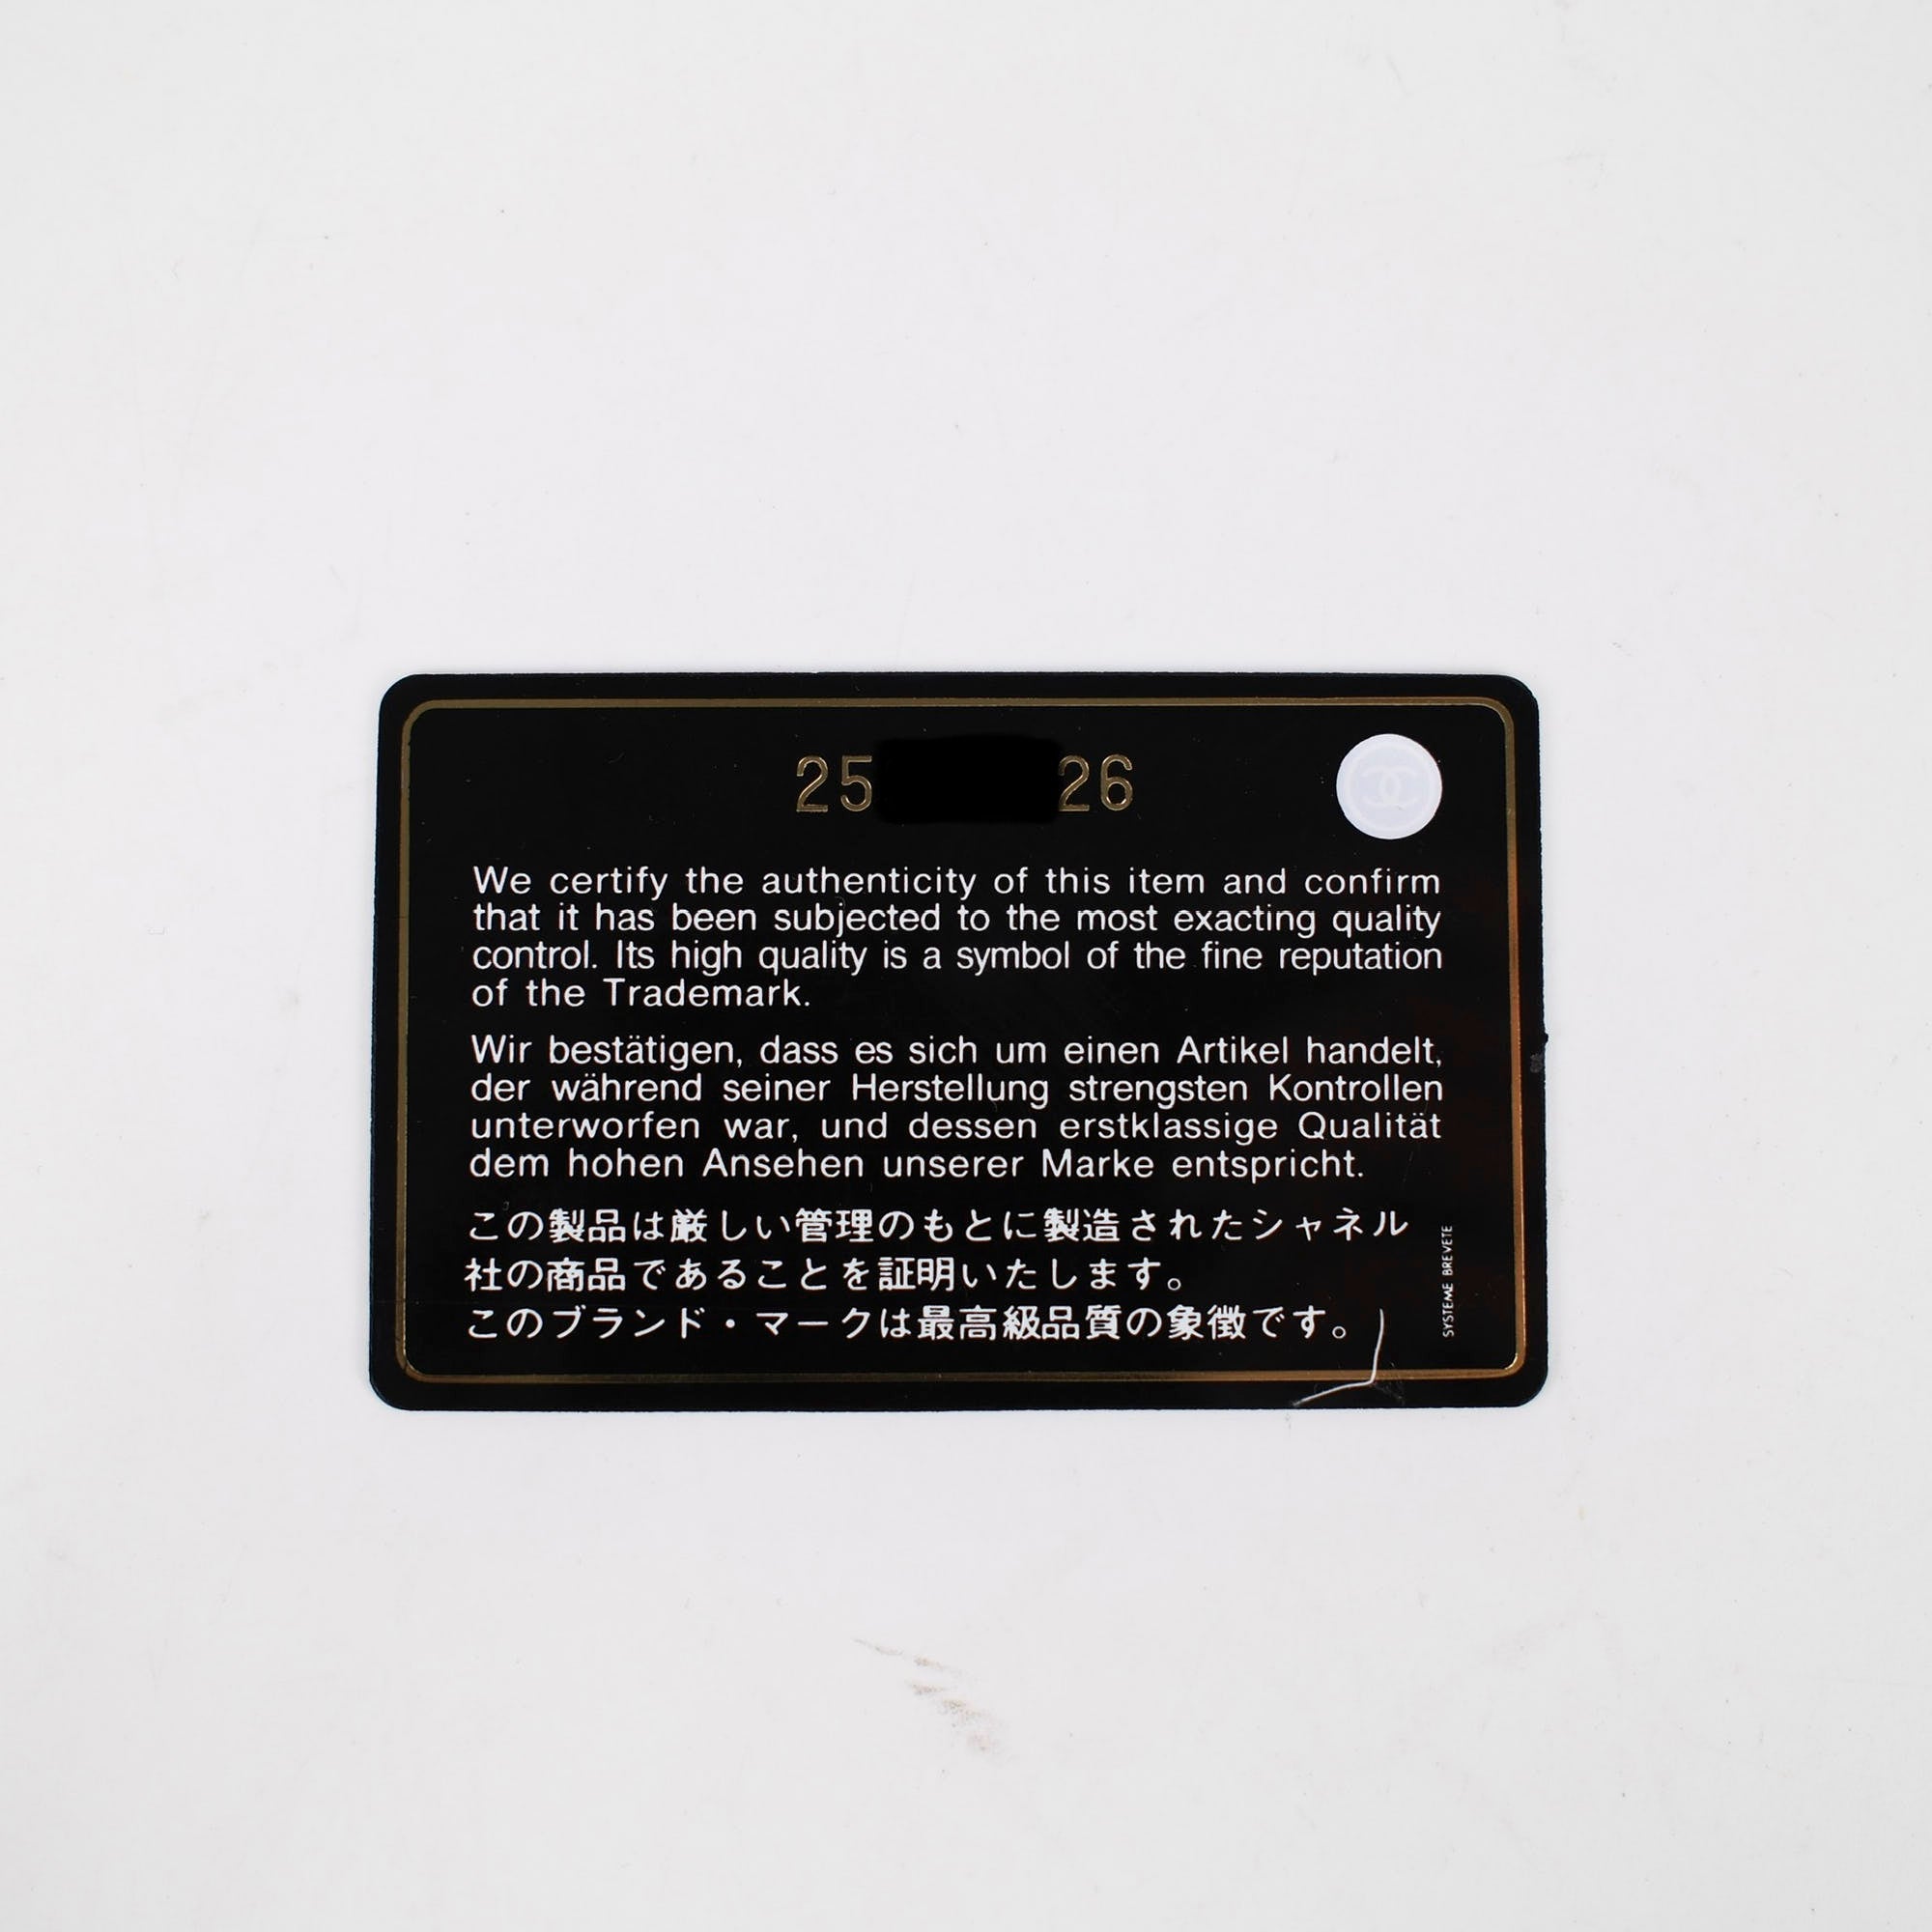 25 26
We certify the authenticity of this item and confirm
that it has been subjected to the most exacting quality
control. Its high quality is a symbol of the fine reputation
of the Trademark.
Wir bestätigen, dass es sich um einen Artikel handelt,
der während seiner Herstellung strengsten Kontrollen
unterworfen war, und dessen erstklassige Qualität
dem hohen Ansehen unserer Marke entspricht.
この製品は厳しい管理のもとに製造されたシャネル
社の商品であることを証明いたします。
このブランド・マークは最高級品質の象徴です。
SYSTEME BREVETE